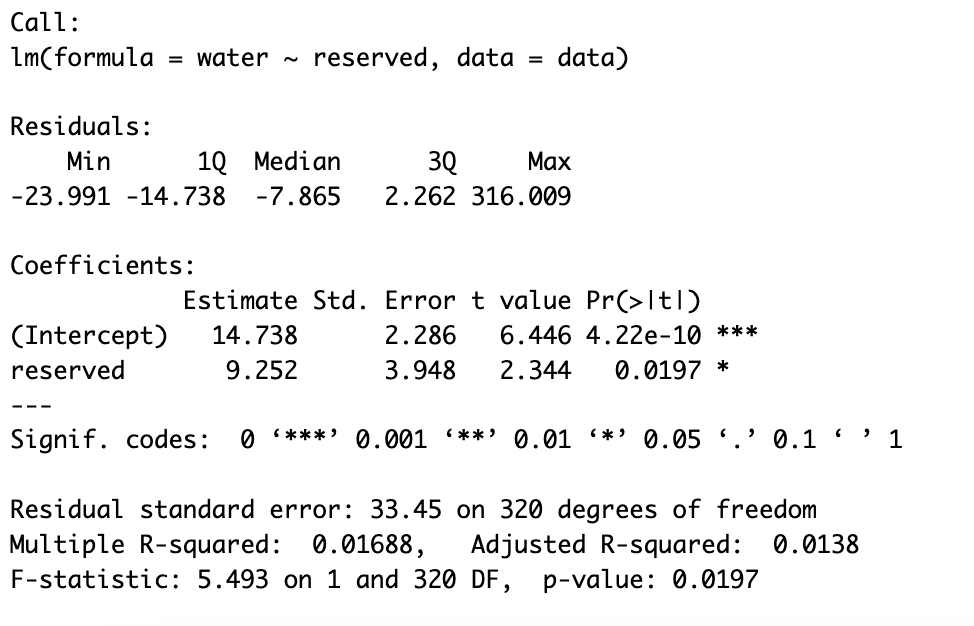 Call:
lm(formula = water ~ reserved, data = data)
Residuals:
Min 1Q Median 3Q Max
-23.991 -14.738 -7.865 2.262 316.009
Coefficients:
Estimate Std. Error t value Pr(>|t|)
(Intercept) 14.738 2.286 6.446 4.22e-10 ***
reserved 9.252 3.948 2.344 0.0197 *
---
Signif. codes: 0 ‘***’ 0.001 ‘**’ 0.01 ‘*’ 0.05 ‘.’ 0.1 ‘ ’ 1
Residual standard error: 33.45 on 320 degrees of freedom
Multiple R-squared: 0.01688, Adjusted R-squared: 0.0138
F-statistic: 5.493 on 1 and 320 DF, p-value: 0.0197